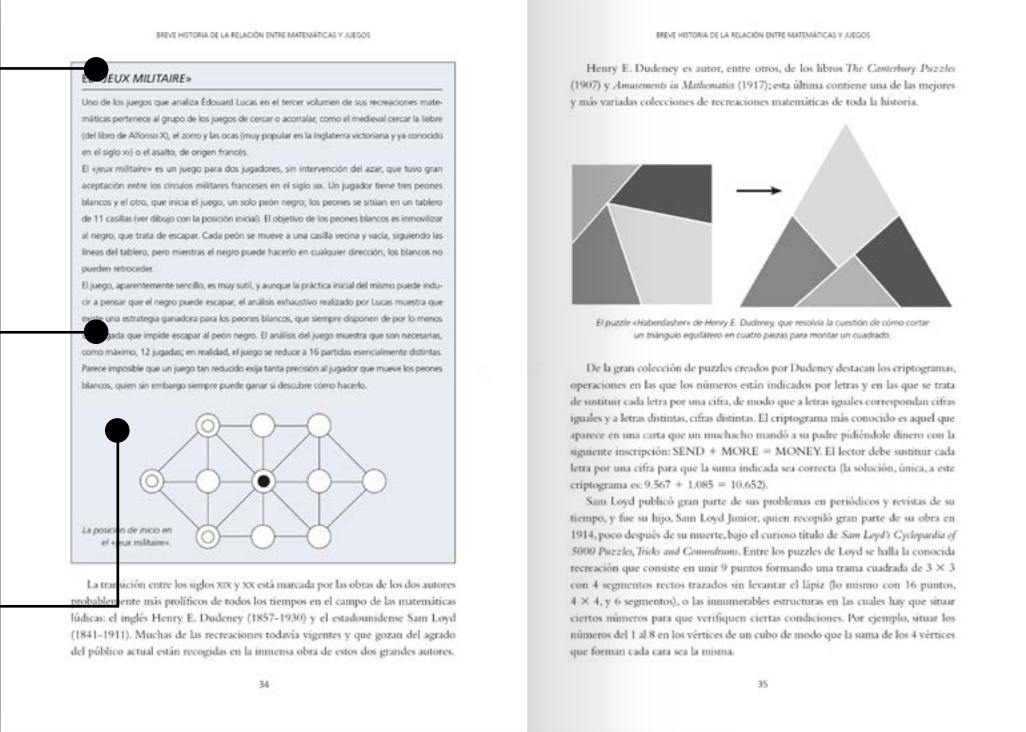 BREVE HISTORIA DE LA RELACIÓN ENTRE MATEMÁTICAS Y JUEGOS
«JEUX MILITAIRE»
Uno de los juegos que analiza Édouard Lucas en el tercer volumen de sus recreaciones mate-
máticas pertenece al grupo de los juegos de cercar o acorralar, como el medieval cercar la liebre
(del libro de Alfonso X), el zorro y las ocas (muy popular en la Inglaterra victoriana y ya conocido
en el siglo XV) o el asalto, de origen francés.
El «jeux militaire» es un juego para dos jugadores, sin intervención del azar, que tuvo gran
aceptación entre los círculos militares franceses en el siglo XIX. Un jugador tiene tres peones
blancos y el otro, que inicia el juego, un solo peón negro; los peones se sitúan en un tablero
de 11 casillas (ver dibujo con la posición inicial). El objetivo de los peones blancos es inmovilizar
al negro, que trata de escapar. Cada peón se mueve a una casilla vecina y vacía, siguiendo las
líneas del tablero, pero mientras el negro puede hacerlo en cualquier dirección, los blancos no
pueden retroceder.
El juego, aparentemente sencillo, es muy sutil, y aunque la práctica inicial del mismo puede indu-
cir a pensar que el negro puede escapar, el análisis exhaustivo realizado por Lucas muestra que
existe una estrategia ganadora para los peones blancos, que siempre disponen de por lo menos
jugada que impide escapar al peón negro. El análisis del juego muestra que son necesarias,
como máximo, 12 jugadas; en realidad, el juego se reduce a 16 partidas esencialmente distintas.
Parece imposible que un juego tan reducido exija tanta precisión al jugador que mueve los peones
blancos, quien sin embargo siempre puede ganar si descubre cómo hacerlo.
La posición de inicio en
el «jeux militaire».
La transición entre los siglos XIX y XX está marcada por las obras de los dos autores
probablemente más prolíficos de todos los tiempos en el campo de las matemáticas
lúdicas: el inglés Henry E. Dudeney (1857-1930) y el estadounidense Sam Loyd
(1841-1911). Muchas de las recreaciones todavía vigentes y que gozan del agrado
del público actual están recogidas en la inmensa obra de estos dos grandes autores.
34
BREVE HISTORIA DE LA RELACIÓN ENTRE MATEMÁTICAS Y JUEGOS
Henry E. Dudeney es autor, entre otros, de los libros The Canterbury Puzzles
(1907) y Amusements in Mathematics (1917); esta última contiene una de las mejores
y más variadas colecciones de recreaciones matemáticas de toda la historia.
El puzzle «Haberdasher» de Henry E. Dudeney, que resolvía la cuestión de cómo cortar
un triángulo equilátero en cuatro piezas para montar un cuadrado.
De la gran colección de puzzles creados por Dudeney destacan los criptogramas,
operaciones en las que los números están indicados por letras y en las que se trata
de sustituir cada letra por una cifra, de modo que a letras iguales correspondan cifras
iguales y a letras distintas, cifras distintas. El criptograma más conocido es aquel que
aparece en una carta que un muchacho mandó a su padre pidiéndole dinero con la
siguiente inscripción: SEND + MORE = MONEY. El lector debe sustituir cada
letra por una cifra para que la suma indicada sea correcta (la solución, única, a este
criptograma es: 9.567 + 1.085 = 10.652).
Sam Loyd publicó gran parte de sus problemas en periódicos y revistas de su
tiempo, y fue su hijo, Sam Loyd Junior, quien recopiló gran parte de su obra en
1914, poco después de su muerte, bajo el curioso título de Sam Loyd's Cyclopaedia of
5000 Puzzles, Tricks and Conundrums. Entre los puzzles de Loyd se halla la conocida
recreación que consiste en unir 9 puntos formando una trama cuadrada de 3 × 3
con 4 segmentos rectos trazados sin levantar el lápiz (lo mismo con 16 puntos,
4 × 4, y 6 segmentos), o las innumerables estructuras en las cuales hay que situar
ciertos números para que verifiquen ciertas condiciones. Por ejemplo, situar los
números del 1 al 8 en los vértices de un cubo de modo que la suma de los 4 vértices
que forman cada cara sea la misma.
35